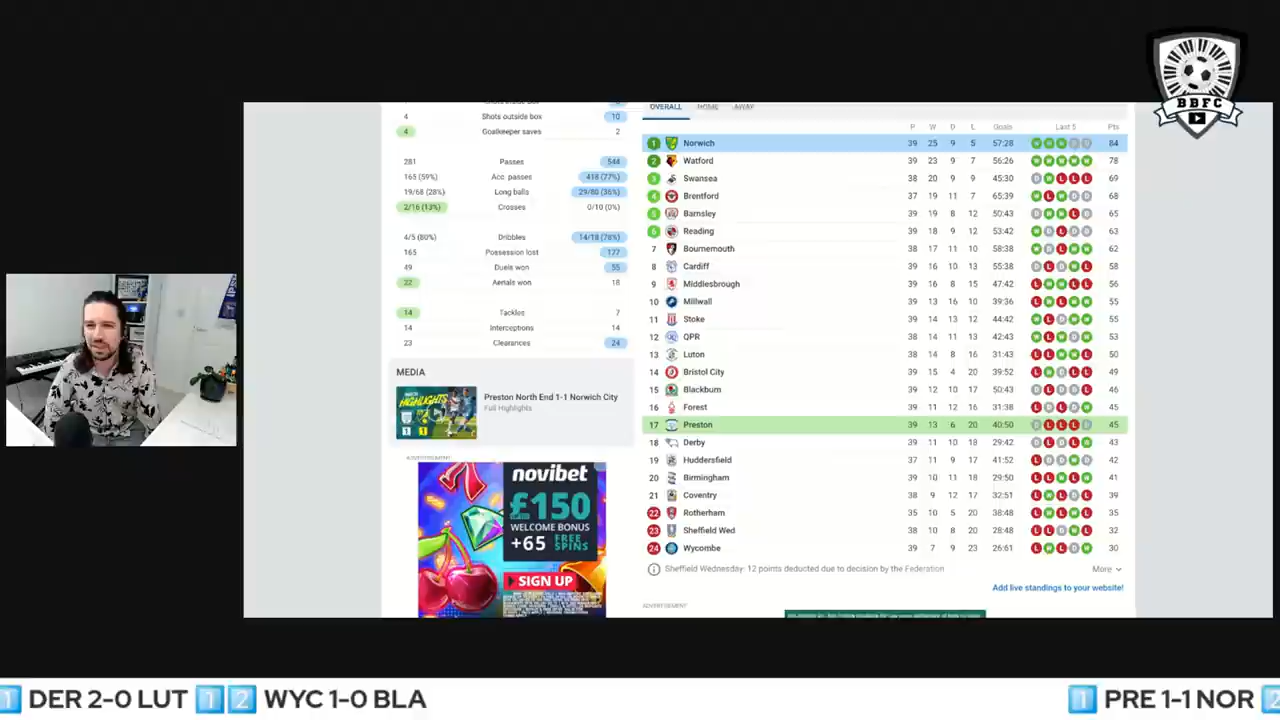 BBFC
Shots outside box
4 10
Goalkeeper saves
4 2
281 Passes 544
165 (59%) Acc. passes 418 (77%)
19/68 (28%) Long balls 29/80 (36%)
2/16 (13%) Crosses 0/10 (0%)
4/5 (80%) Dribbles 14/18 (78%)
165 Possession lost 177
49 Duels won 55
22 Aerials won 18
14 Tackles 7
14 Interceptions 14
23 Clearances 24
MEDIA
HIGHLIGHTS
1 1
Preston North End 1-1 Norwich City
Full Highlights
ADVERTISEMENT
novibet
£150
WELCOME BONUS
+65 FREE SPINS
SIGN UP
OVERALL HOME AWAY
P W D L Goals Last 5 Pts
1 Norwich 39 25 9 5 57:28 W W W D D 84
2 Watford 39 23 9 7 56:26 W W W W W 78
3 Swansea 38 20 9 9 45:30 D W L L L 69
4 Brentford 37 19 11 7 65:39 W L W D D 68
5 Barnsley 39 19 8 12 50:43 D W W L D 65
6 Reading 39 18 9 12 53:42 W D L D D 63
7 Bournemouth 38 17 11 10 58:38 W D L W W 62
8 Cardiff 39 16 10 13 55:38 D L D W L 58
9 Middlesbrough 39 16 8 15 47:42 L W W L L 56
10 Millwall 39 13 16 10 39:36 W L L W W 55
11 Stoke 39 14 13 12 44:42 W L D W W 55
12 QPR 38 14 11 13 42:43 W L W D W 53
13 Luton 38 14 8 16 31:43 L L W W L 50
14 Bristol City 39 15 4 20 39:52 L W D L L 49
15 Blackburn 39 12 10 17 50:43 D L D L L 46
16 Forest 39 11 12 16 31:38 L D L D W 45
17 Preston 39 13 6 20 40:50 D L L L D 45
18 Derby 39 11 10 18 29:42 D L D L W 43
19 Huddersfield 37 11 9 17 41:52 L D D W D 42
20 Birmingham 39 10 11 18 29:50 L L W L W 41
21 Coventry 38 9 12 17 32:51 L W L D L 39
22 Rotherham 35 10 5 20 38:48 L W L W L 35
23 Sheffield Wed 38 10 8 20 28:48 L L D W L 32
24 Wycombe 39 7 9 23 26:61 L W L D W 30
Sheffield Wednesday: 12 points deducted due to decision by the Federation
More
Add live standings to your website!
ADVERTISEMENT
1 DER 2-0 LUT 1 2 WYC 1-0 BLA 1 PRE 1-1 NOR 2